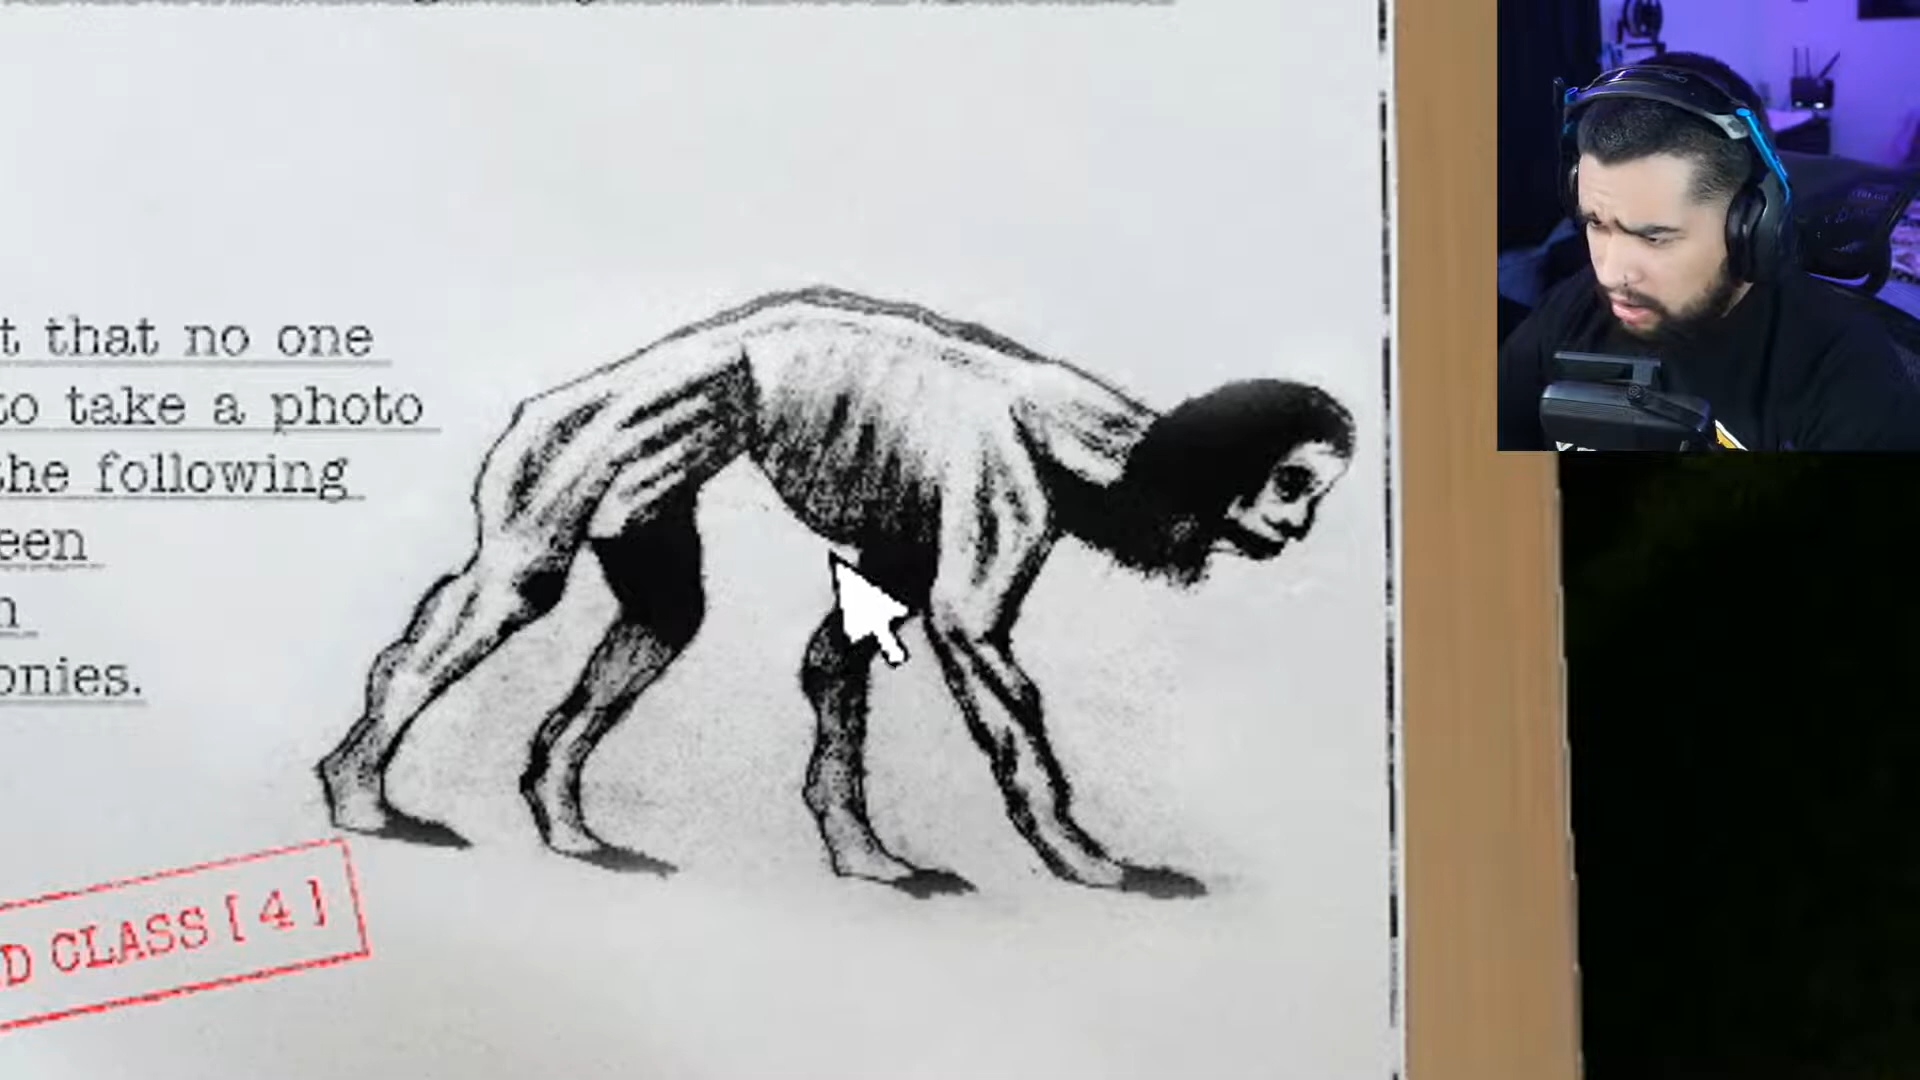 t that no one
to take a photo
the following
een
n
onies.
D CLASS [ 4 ]